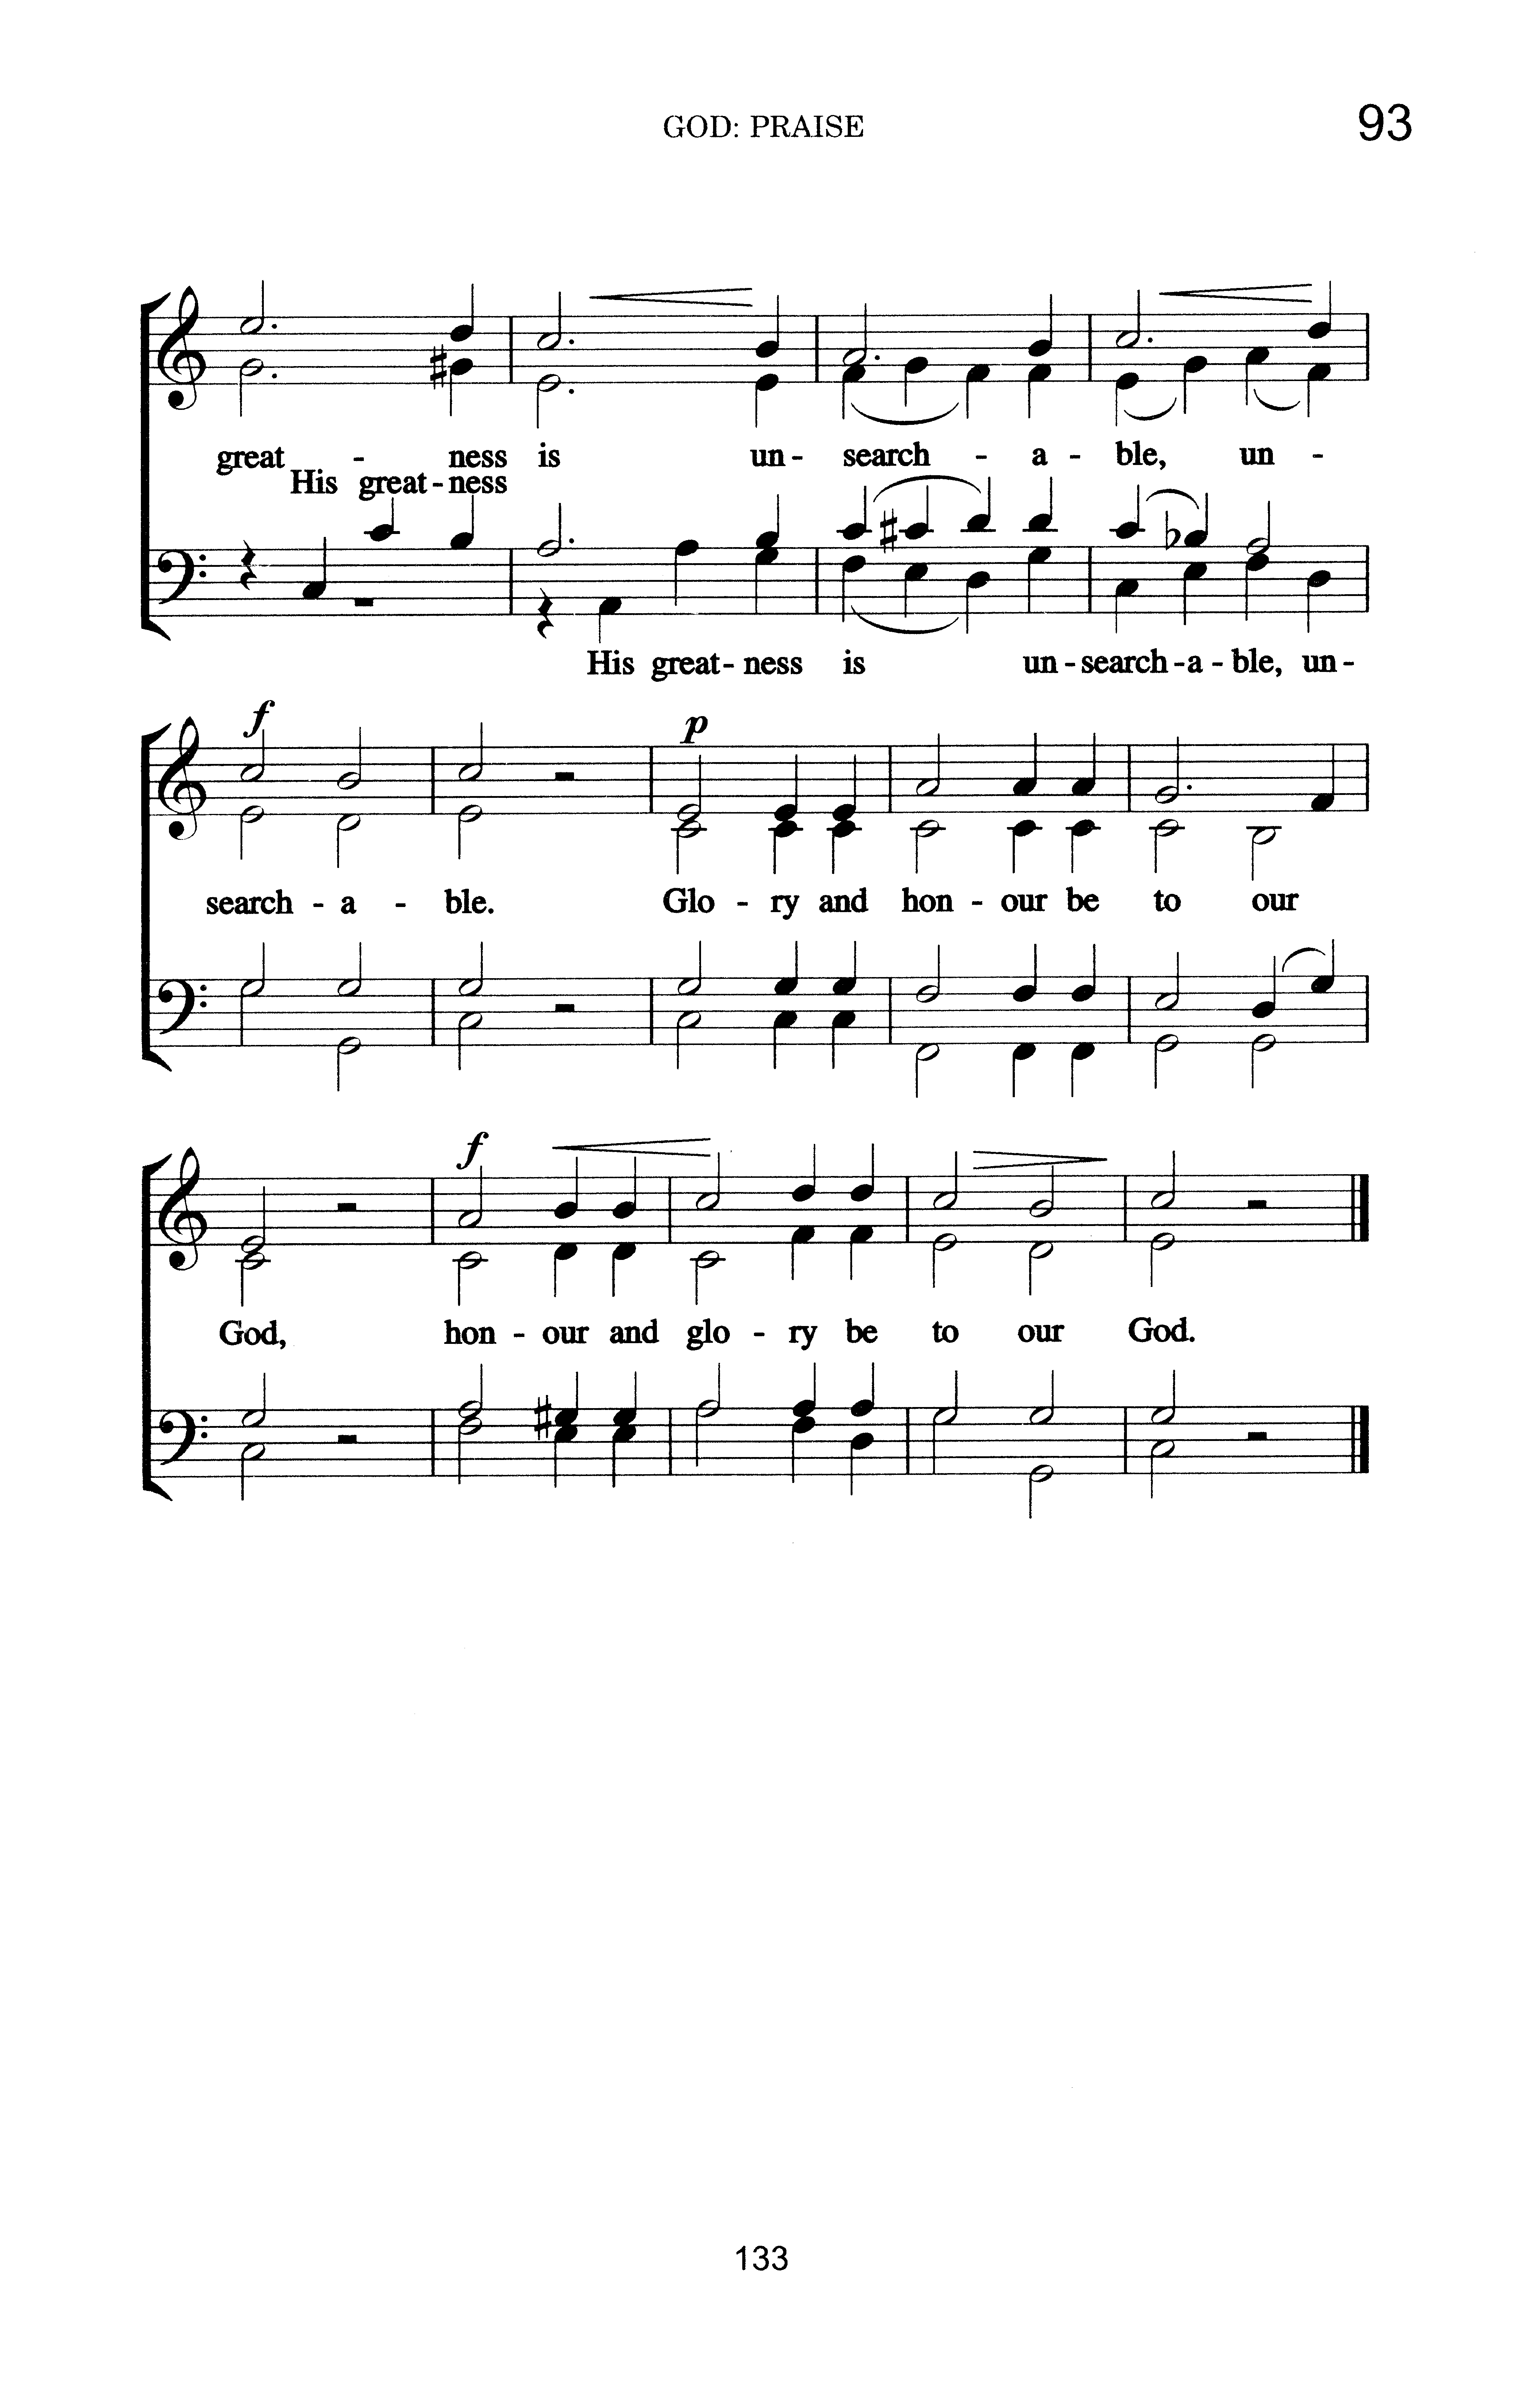 GOD: PRAISE
93
great - ness is un- search - a - ble, un -
His great-ness
His great- ness is un-search-a- ble, un-
f p
search - a - ble. Glo - ry and hon - our be to our
f
God, hon - our and glo - ry be to our God.
133